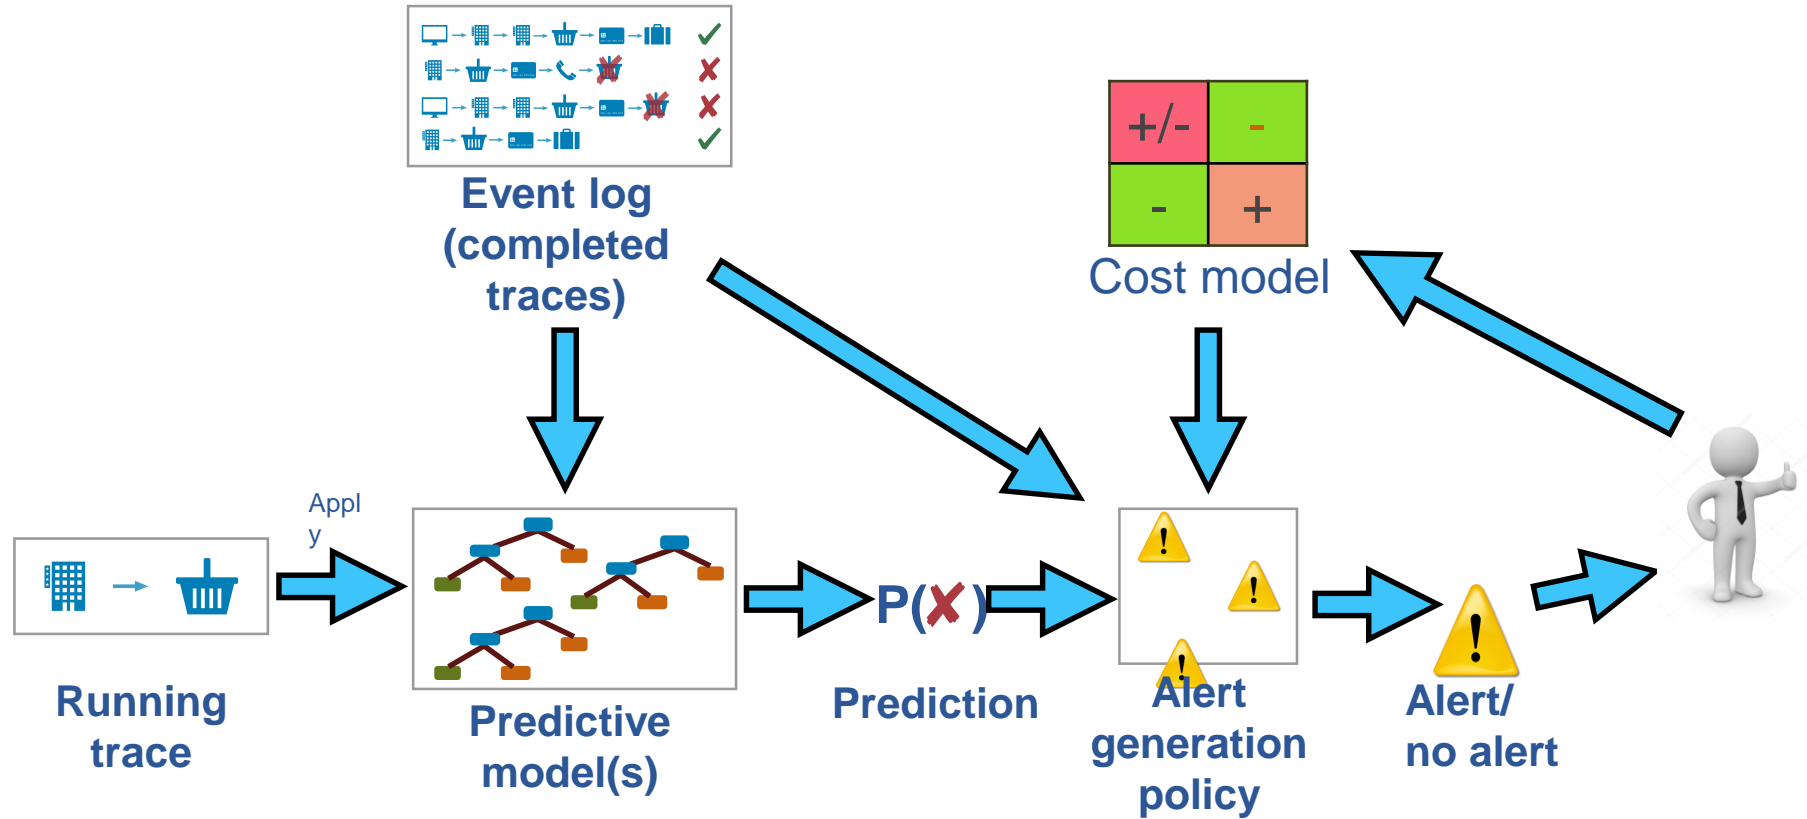 Event log
(completed
traces)
+/-
-
-
+
Cost model
Appl
y
P(✘)
Running
trace
Predictive
model(s)
Prediction
Alert
generation
policy
Alert/
no alert